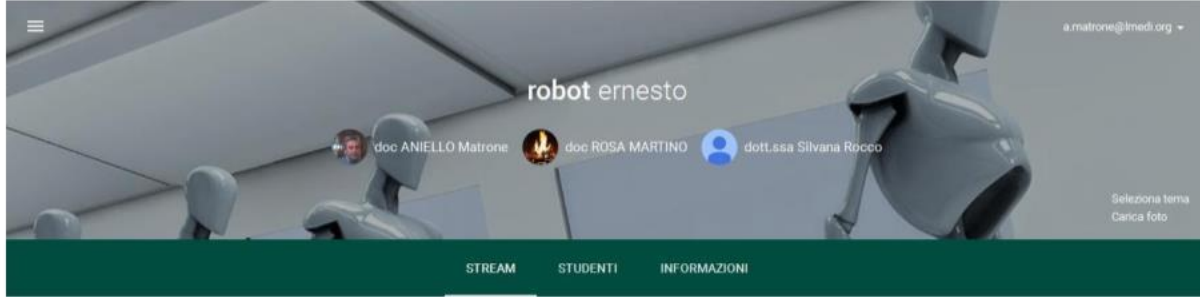 a.matrone@lmedi.org
robot ernesto
doc ANIELLO Matrone doc ROSA MARTINO dott.ssa Silvana Rocco
Seleziona tema
Carica foto
STREAM STUDENTI INFORMAZIONI